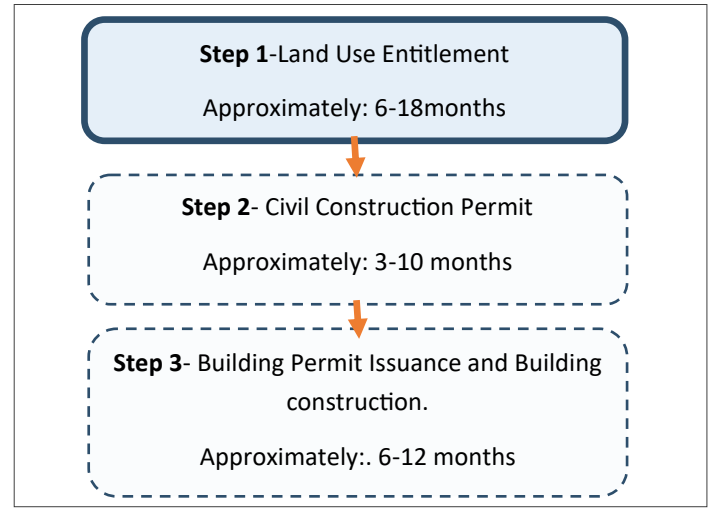 Step 1-Land Use Entitlement
Approximately: 6-18months
Step 2- Civil Construction Permit
Approximately: 3-10 months
Step 3- Building Permit Issuance and Building
construction.
Approximately:. 6-12 months